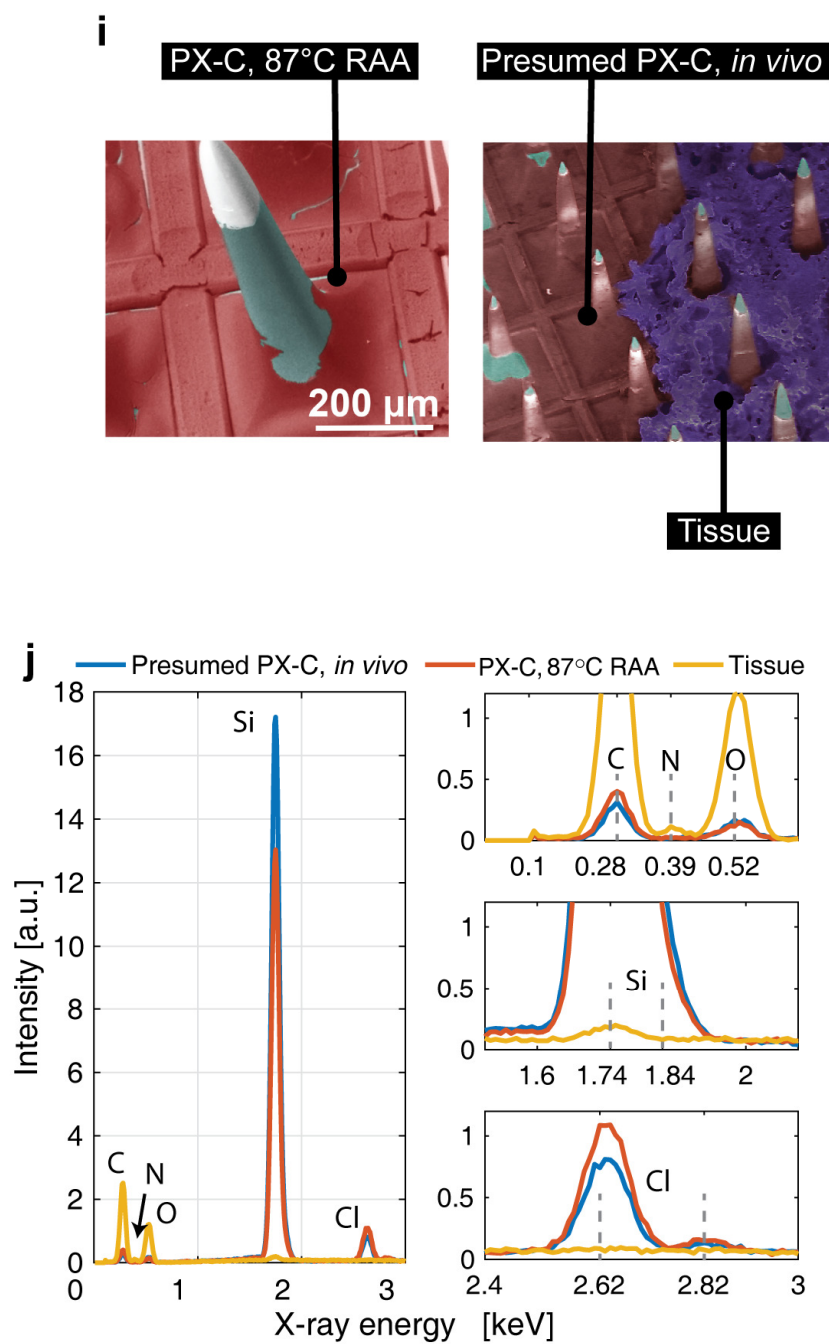 i
PX-C, 87°C RAA
Presumed PX-C, in vivo
200 µm
Tissue
j
Presumed PX-C, in vivo
PX-C, 87°C RAA
Tissue
18
16
14
12
10
8
6
4
2
0
1
2
3
Si
C
N
O
Cl
Intensity [a.u.]
1
0.5
0
C
N
O
0.1
0.28
0.39
0.52
1
0.5
0
Si
1.6
1.74
1.84
2
1
0.5
0
Cl
2.4
2.62
2.82
3
X-ray energy [keV]